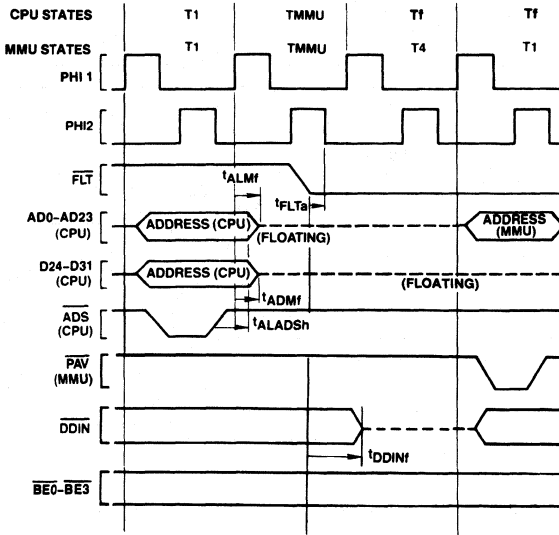 CPU STATES T1 TMMU Tf Tf
MMU STATES T1 TMMU T4 T1
PHI 1
PHI2
FLT
tALMf
tFLTa
AD0–AD23
(CPU)
ADDRESS (CPU)
(FLOATING)
ADDRESS
(MMU)
D24–D31
(CPU)
ADDRESS (CPU)
(FLOATING)
tADMf
ADS
(CPU)
tALADSh
PAV
(MMU)
DDIN
tDDINf
BE0–BE3